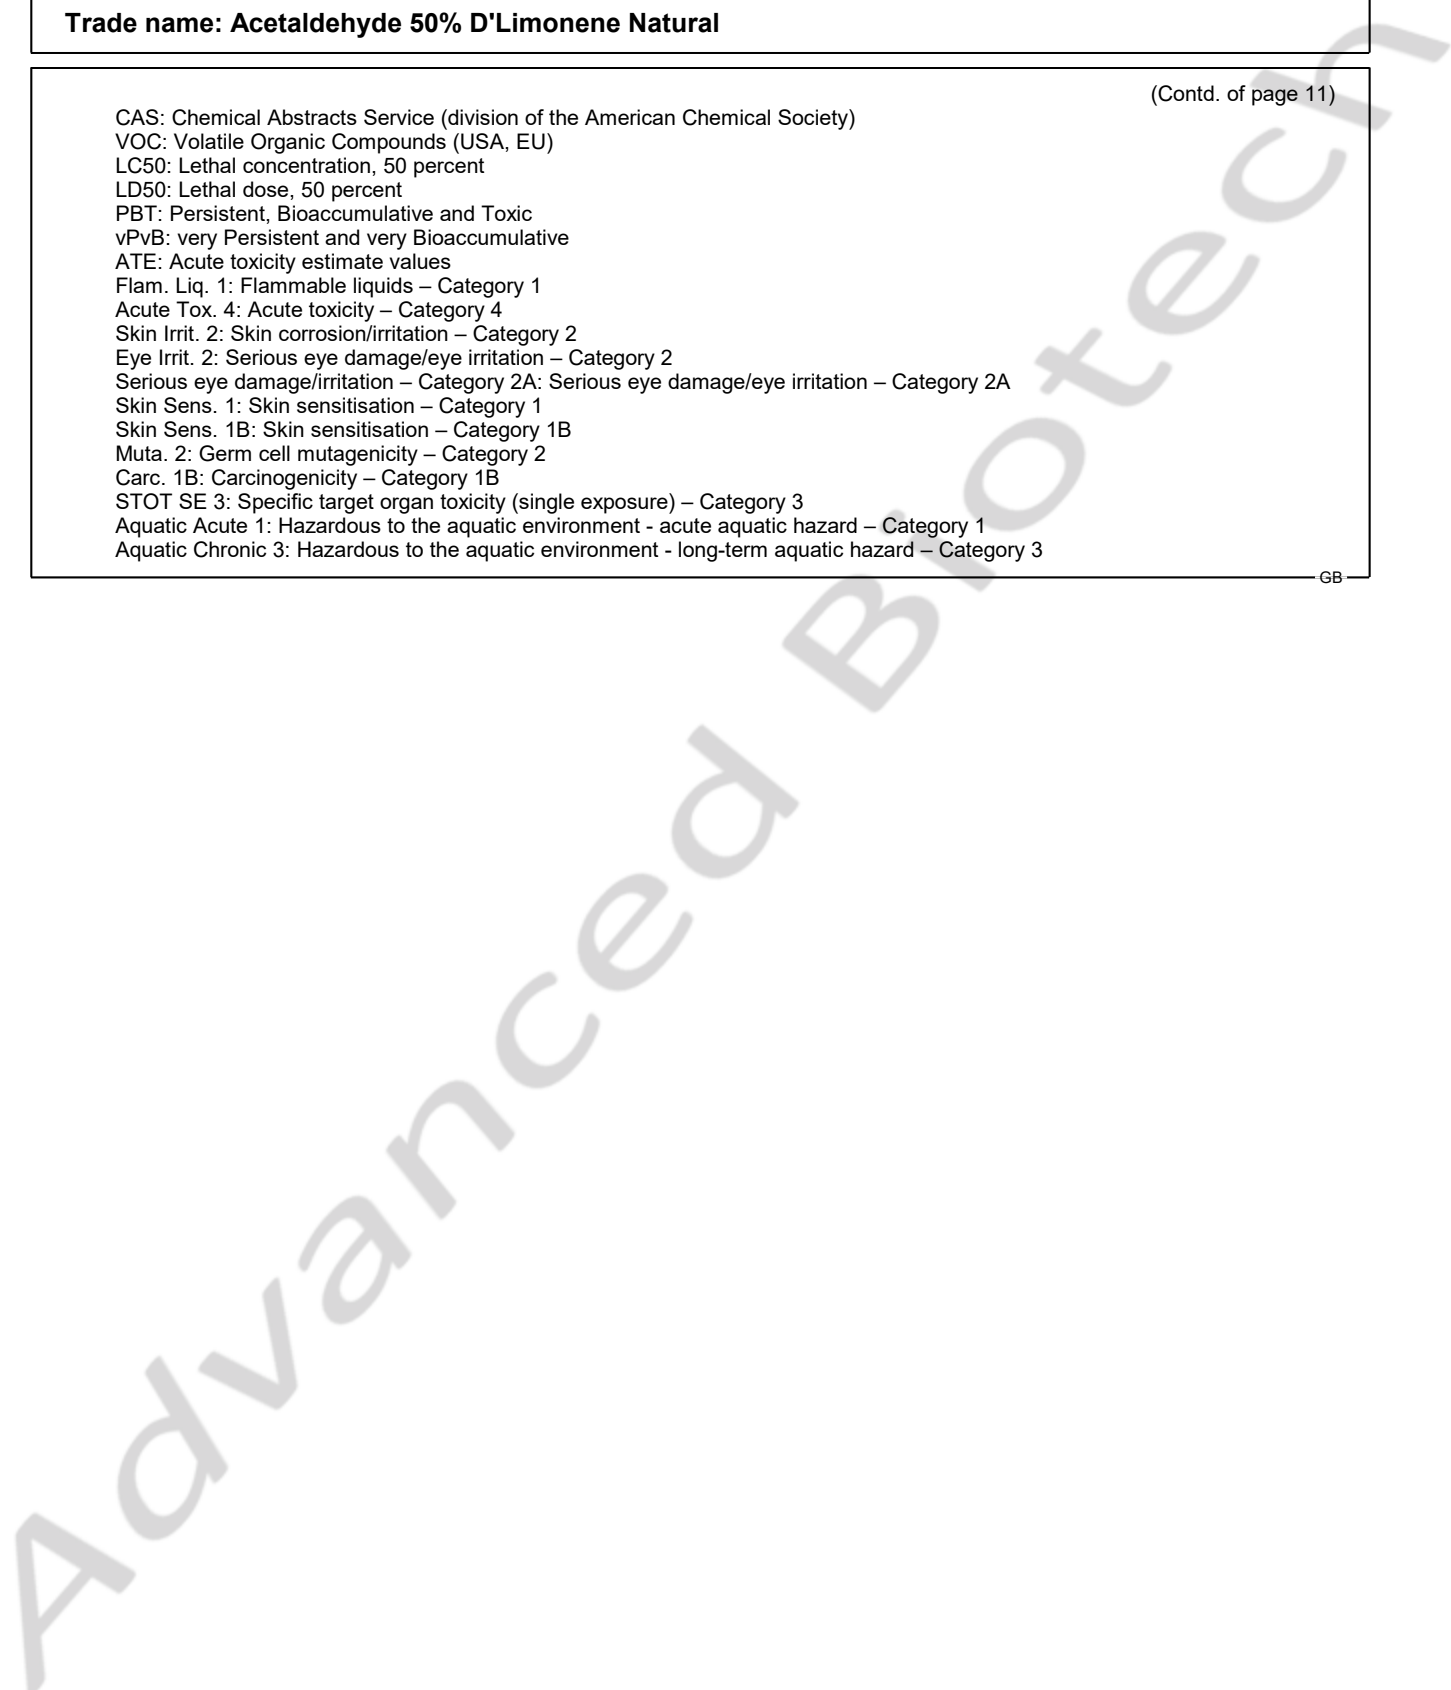 Trade name: Acetaldehyde 50% D'Limonene Natural
(Contd. of page 11)
CAS: Chemical Abstracts Service (division of the American Chemical Society)
VOC: Volatile Organic Compounds (USA, EU)
LC50: Lethal concentration, 50 percent
LD50: Lethal dose, 50 percent
PBT: Persistent, Bioaccumulative and Toxic
vPvB: very Persistent and very Bioaccumulative
ATE: Acute toxicity estimate values
Flam. Liq. 1: Flammable liquids – Category 1
Acute Tox. 4: Acute toxicity – Category 4
Skin Irrit. 2: Skin corrosion/irritation – Category 2
Eye Irrit. 2: Serious eye damage/eye irritation – Category 2
Serious eye damage/irritation – Category 2A: Serious eye damage/eye irritation – Category 2A
Skin Sens. 1: Skin sensitisation – Category 1
Skin Sens. 1B: Skin sensitisation – Category 1B
Muta. 2: Germ cell mutagenicity – Category 2
Carc. 1B: Carcinogenicity – Category 1B
STOT SE 3: Specific target organ toxicity (single exposure) – Category 3
Aquatic Acute 1: Hazardous to the aquatic environment - acute aquatic hazard – Category 1
Aquatic Chronic 3: Hazardous to the aquatic environment - long-term aquatic hazard – Category 3
GB
Advanced Biotech